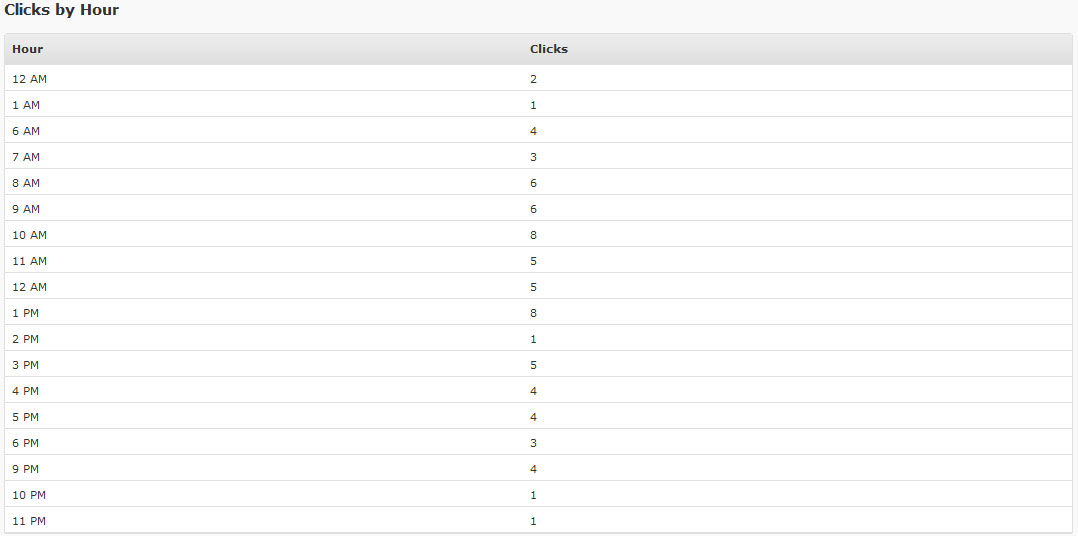 Clicks by Hour
Hour Clicks
12 AM 2
1 AM 1
6 AM 4
7 AM 3
8 AM 6
9 AM 6
10 AM 8
11 AM 5
12 AM 5
1 PM 8
2 PM 1
3 PM 5
4 PM 4
5 PM 4
6 PM 3
9 PM 4
10 PM 1
11 PM 1